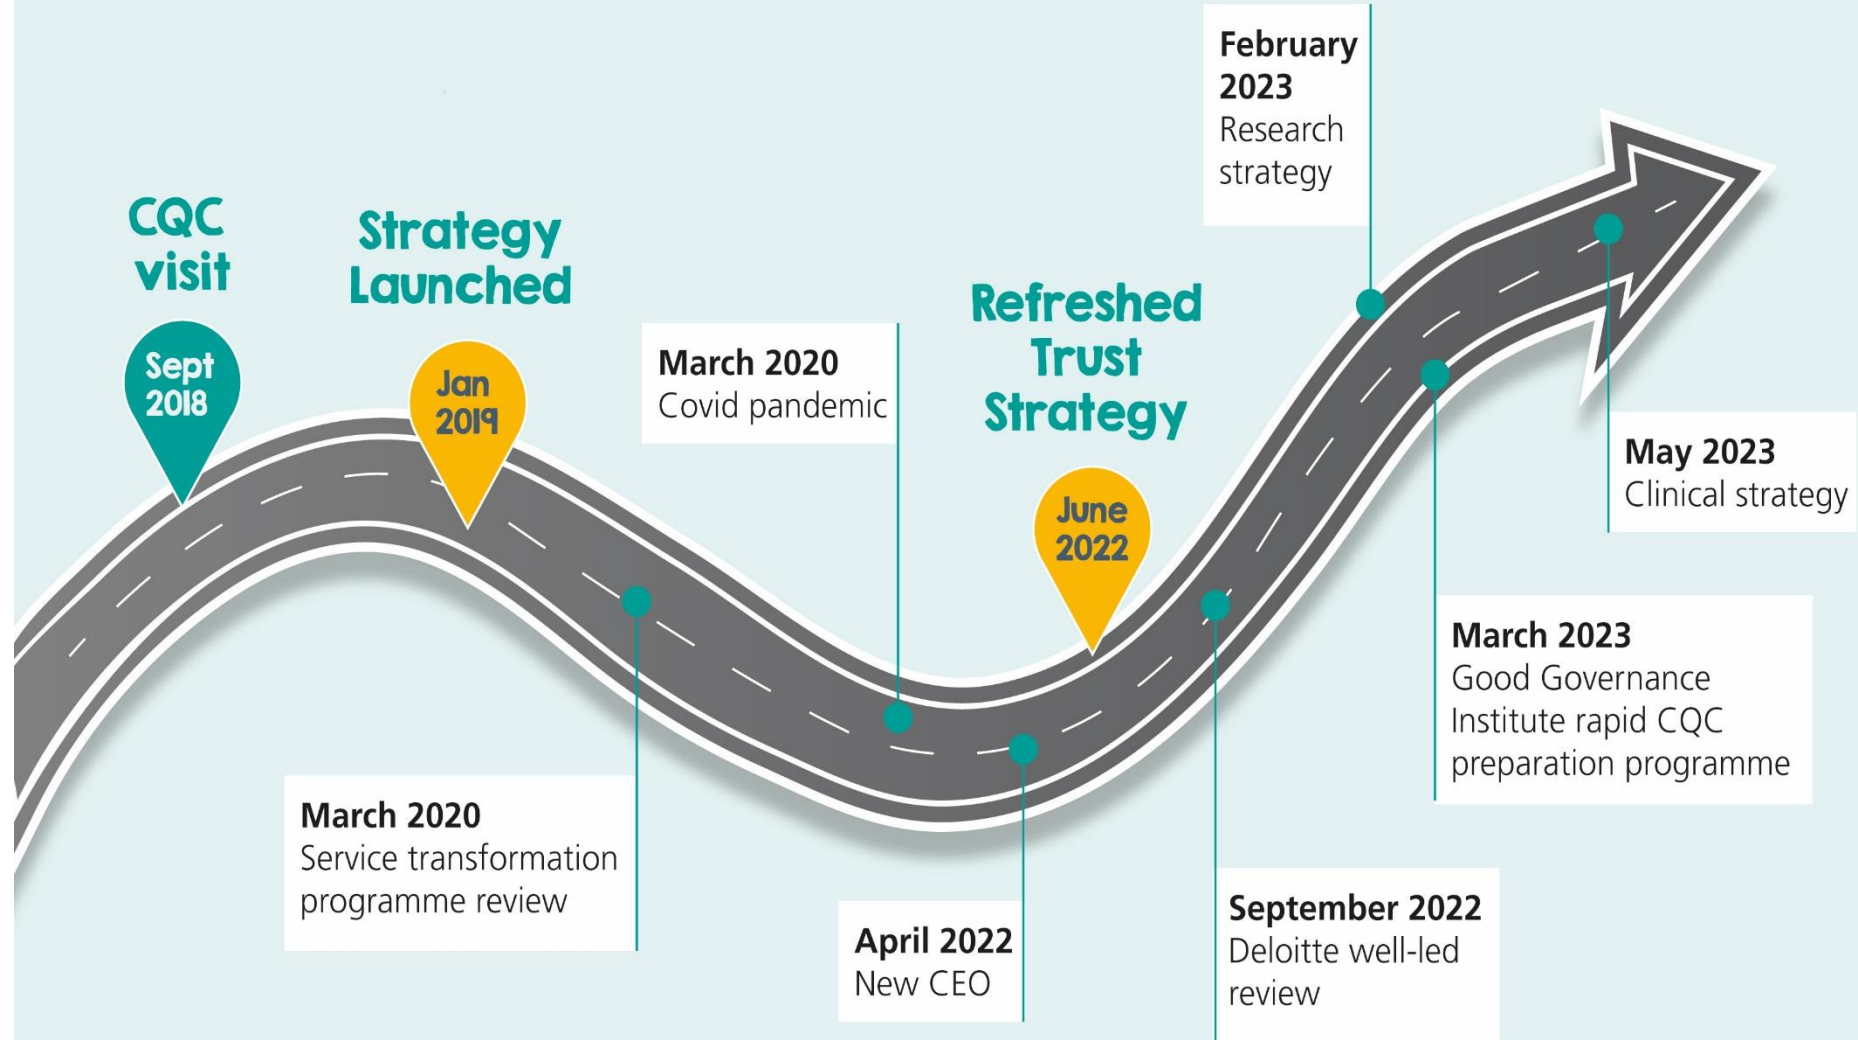 CQC
visit
Sept
2018
Strategy
Launched
Jan
2019
March 2020
Service transformation
programme review
March 2020
Covid pandemic
April 2022
New CEO
Refreshed
Trust
Strategy
June
2022
September 2022
Deloitte well-led
review
February
2023
Research
strategy
March 2023
Good Governance
Institute rapid CQC
preparation programme
May 2023
Clinical strategy